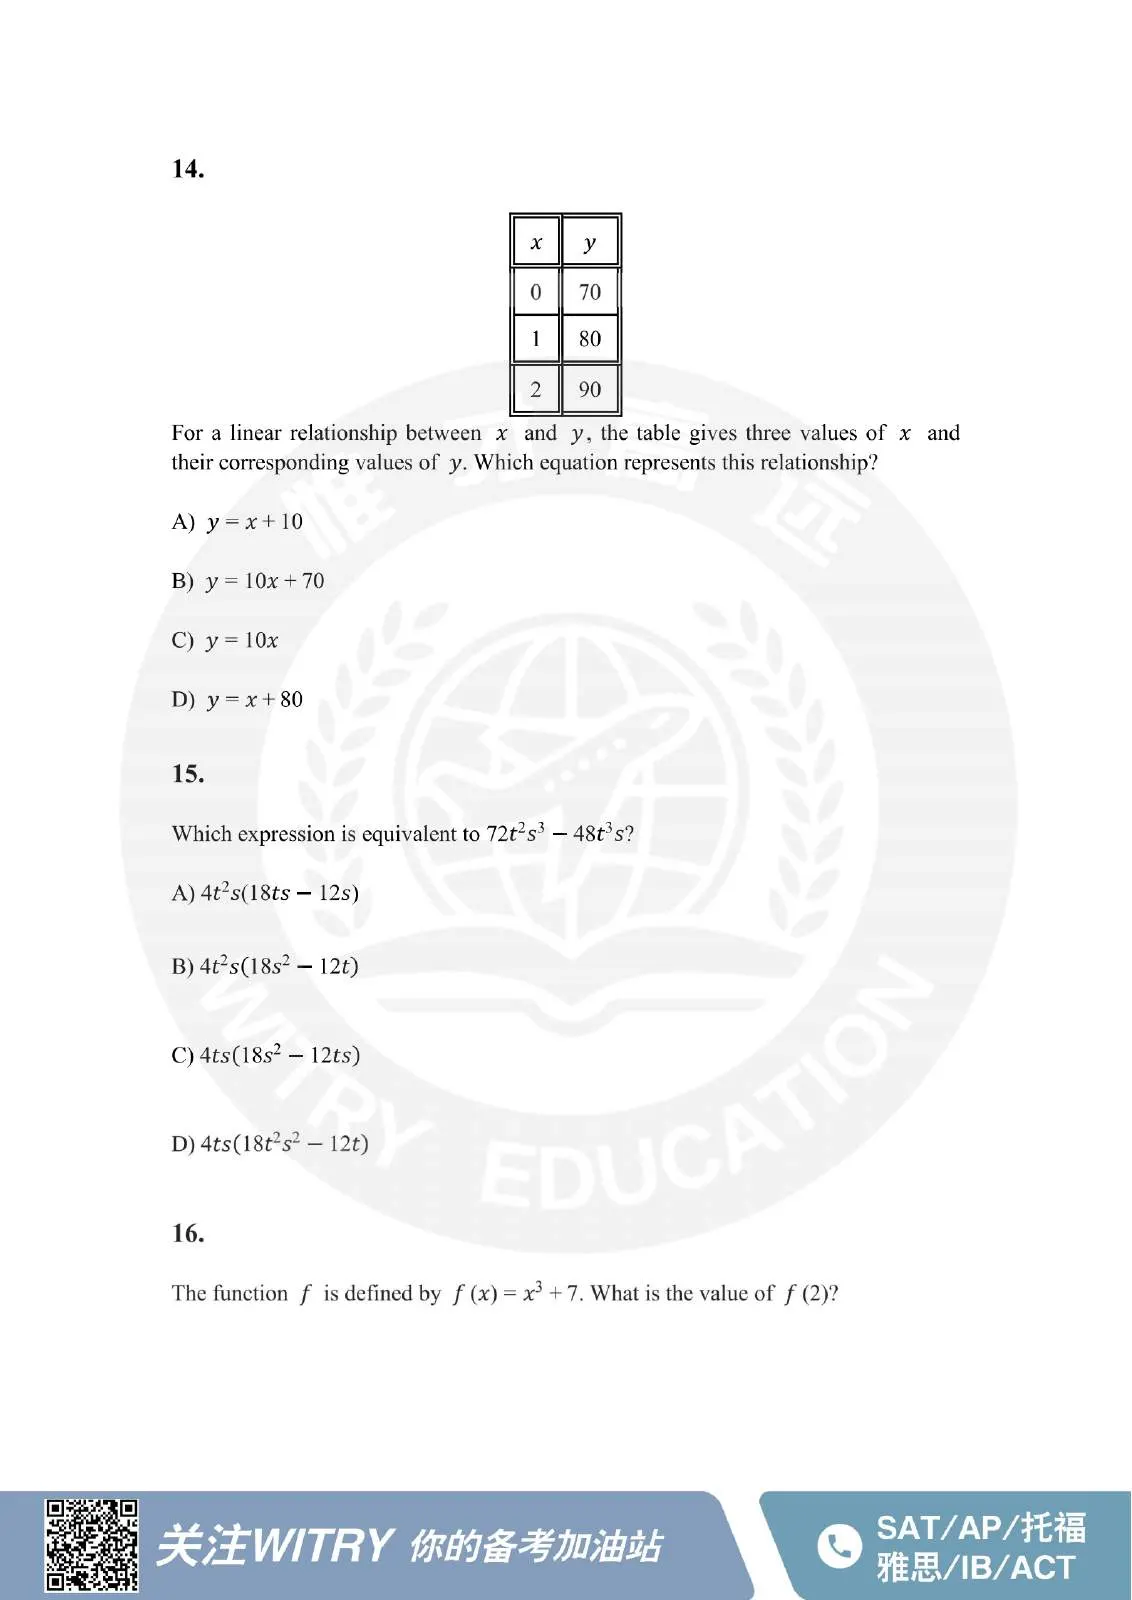 14.
x y
0 70
1 80
2 90
For a linear relationship between x and y, the table gives three values of x and
their corresponding values of y. Which equation represents this relationship?
A) y = x + 10
B) y = 10x + 70
C) y = 10x
D) y = x + 80
15.
Which expression is equivalent to 72t²s³ − 48t³s?
A) 4t²s(18ts − 12s)
B) 4t²s(18s² − 12t)
C) 4ts(18s² − 12ts)
D) 4ts(18t²s² − 12t)
16.
The function f is defined by f (x) = x³ + 7. What is the value of f (2)?
WITRY EDUCATION
关注WITRY 你的备考加油站
SAT/AP/托福
雅思/IB/ACT